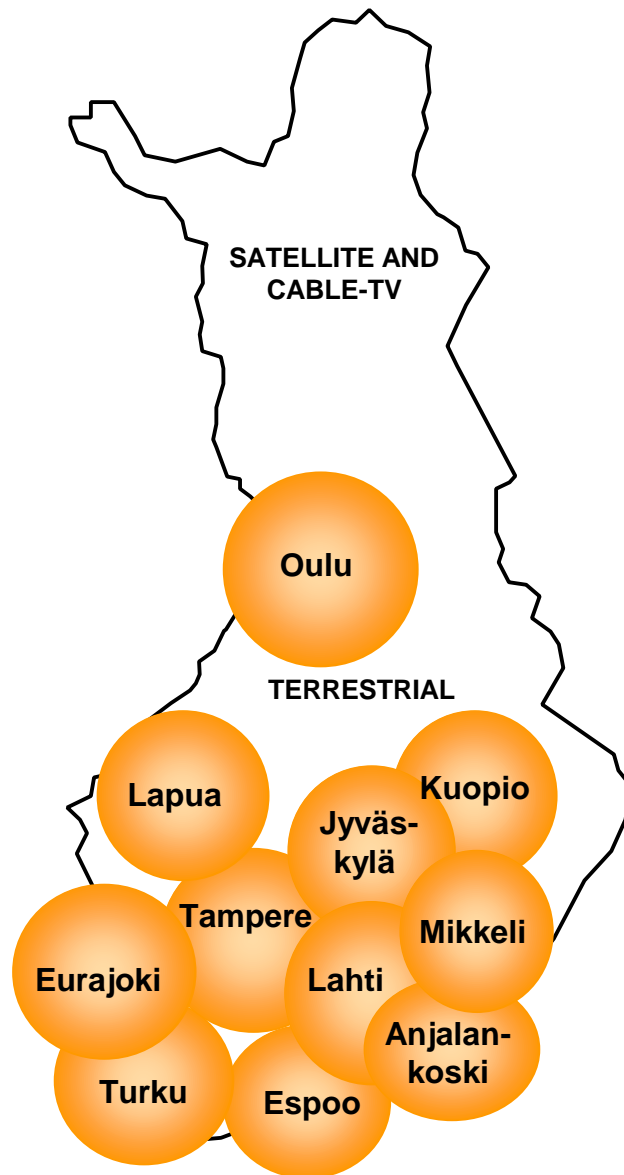 SATELLITE AND
CABLE-TV
Oulu
TERRESTRIAL
Lapua
Kuopio
Jyväs-
kylä
Tampere
Mikkeli
Eurajoki
Lahti
Anjalan-
koski
Turku
Espoo